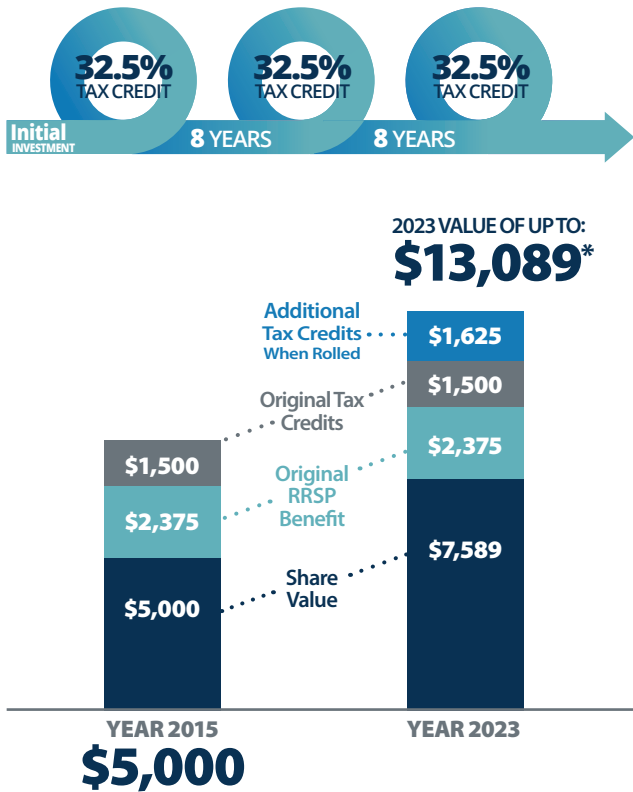 32.5%
TAX CREDIT
32.5%
TAX CREDIT
32.5%
TAX CREDIT
Initial
INVESTMENT
8 YEARS
8 YEARS
2023 VALUE OF UP TO:
$13,089*
Additional
Tax Credits
When Rolled
$1,625
Original Tax
Credits
$1,500
$1,500
Original
RRSP
Benefit
$2,375
$2,375
Share
Value
$7,589
$5,000
YEAR 2015
$5,000
YEAR 2023